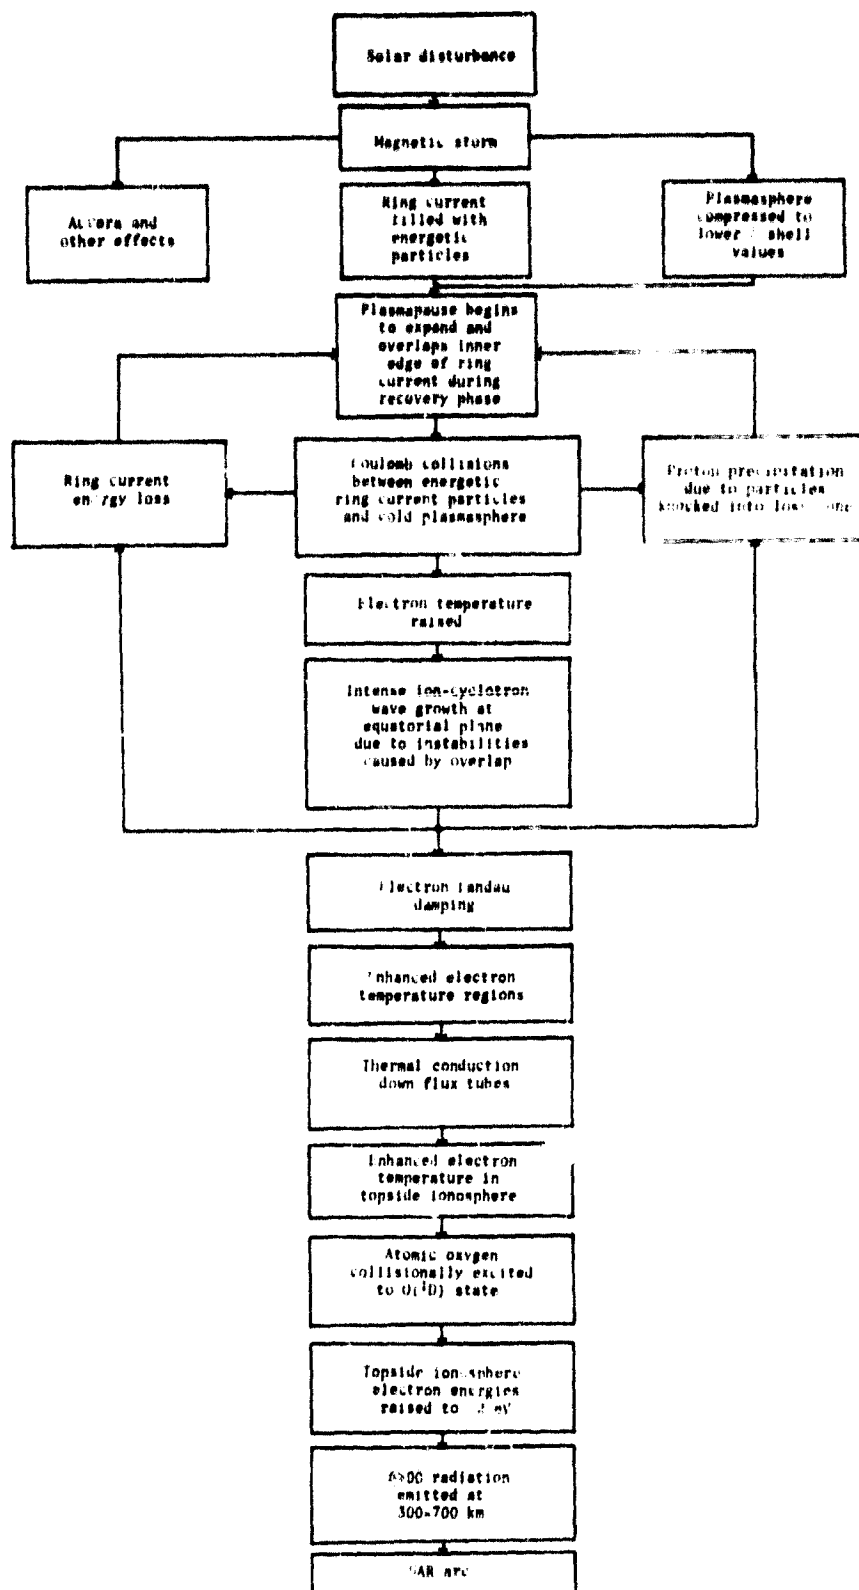 Solar disturbance
Magnetic storm
Aurora and
other effects
Ring current
filled with
energetic
particles
Plasmasphere
compressed to
lower shell
values
Plasmapause begins
to expand and
overlaps inner
edge of ring
current during
recovery phase
Ring current
energy loss
Coulomb collisions
between energetic
ring current particles
and cold plasmasphere
Proton precipitation
due to particles
knocked into loss cone
Electron temperature
raised
Intense ion-cyclotron
wave growth at
equatorial plane
due to instabilities
caused by overlap
Electron Landau
damping
Enhanced electron
temperature regions
Thermal conduction
down flux tubes
Enhanced electron
temperature in
topside ionosphere
Atomic oxygen
collisionally excited
to O(¹D) state
Topside ionosphere
electron energies
raised to eV
radiation
emitted at
300-700 km
SAR arc